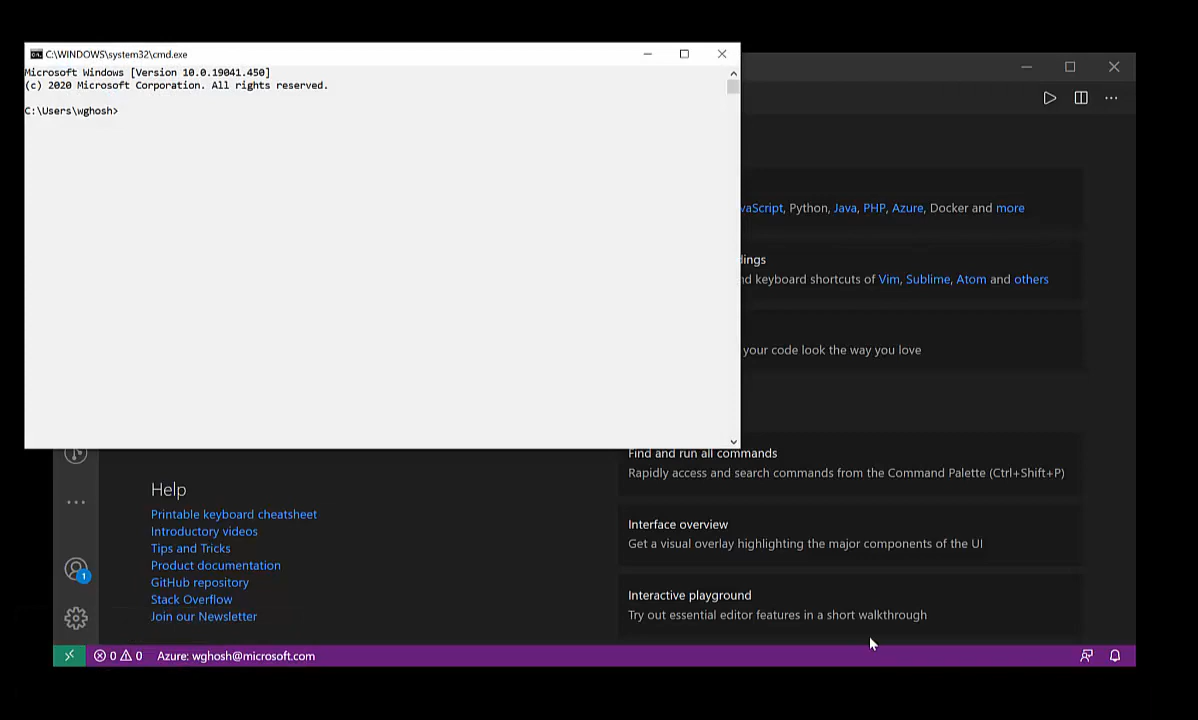 C:\WINDOWS\system32\cmd.exe
Microsoft Windows [Version 10.0.19041.450]
(c) 2020 Microsoft Corporation. All rights reserved.
C:\Users\wghosh>
vaScript, Python, Java, PHP, Azure, Docker and more
dings
nd keyboard shortcuts of Vim, Sublime, Atom and others
your code look the way you love
Find and run all commands
Rapidly access and search commands from the Command Palette (Ctrl+Shift+P)
Interface overview
Get a visual overlay highlighting the major components of the UI
Interactive playground
Try out essential editor features in a short walkthrough
Help
Printable keyboard cheatsheet
Introductory videos
Tips and Tricks
Product documentation
GitHub repository
Stack Overflow
Join our Newsletter
1
0 0 Azure: wghosh@microsoft.com